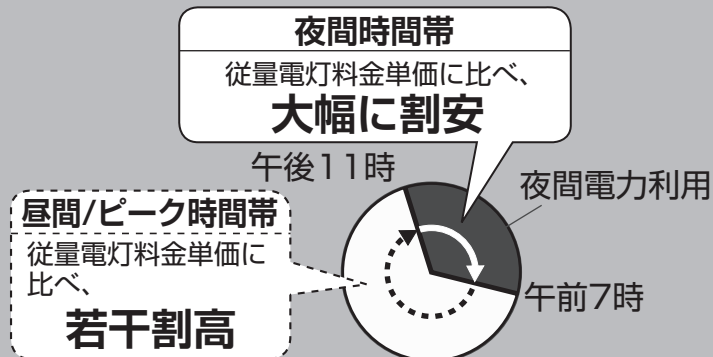 夜間時間帯
従量電灯料金単価に比べ、
大幅に割安
午後11時
夜間電力利用
昼間/ピーク時間帯
従量電灯料金単価に
比べ、
若干割高
午前7時